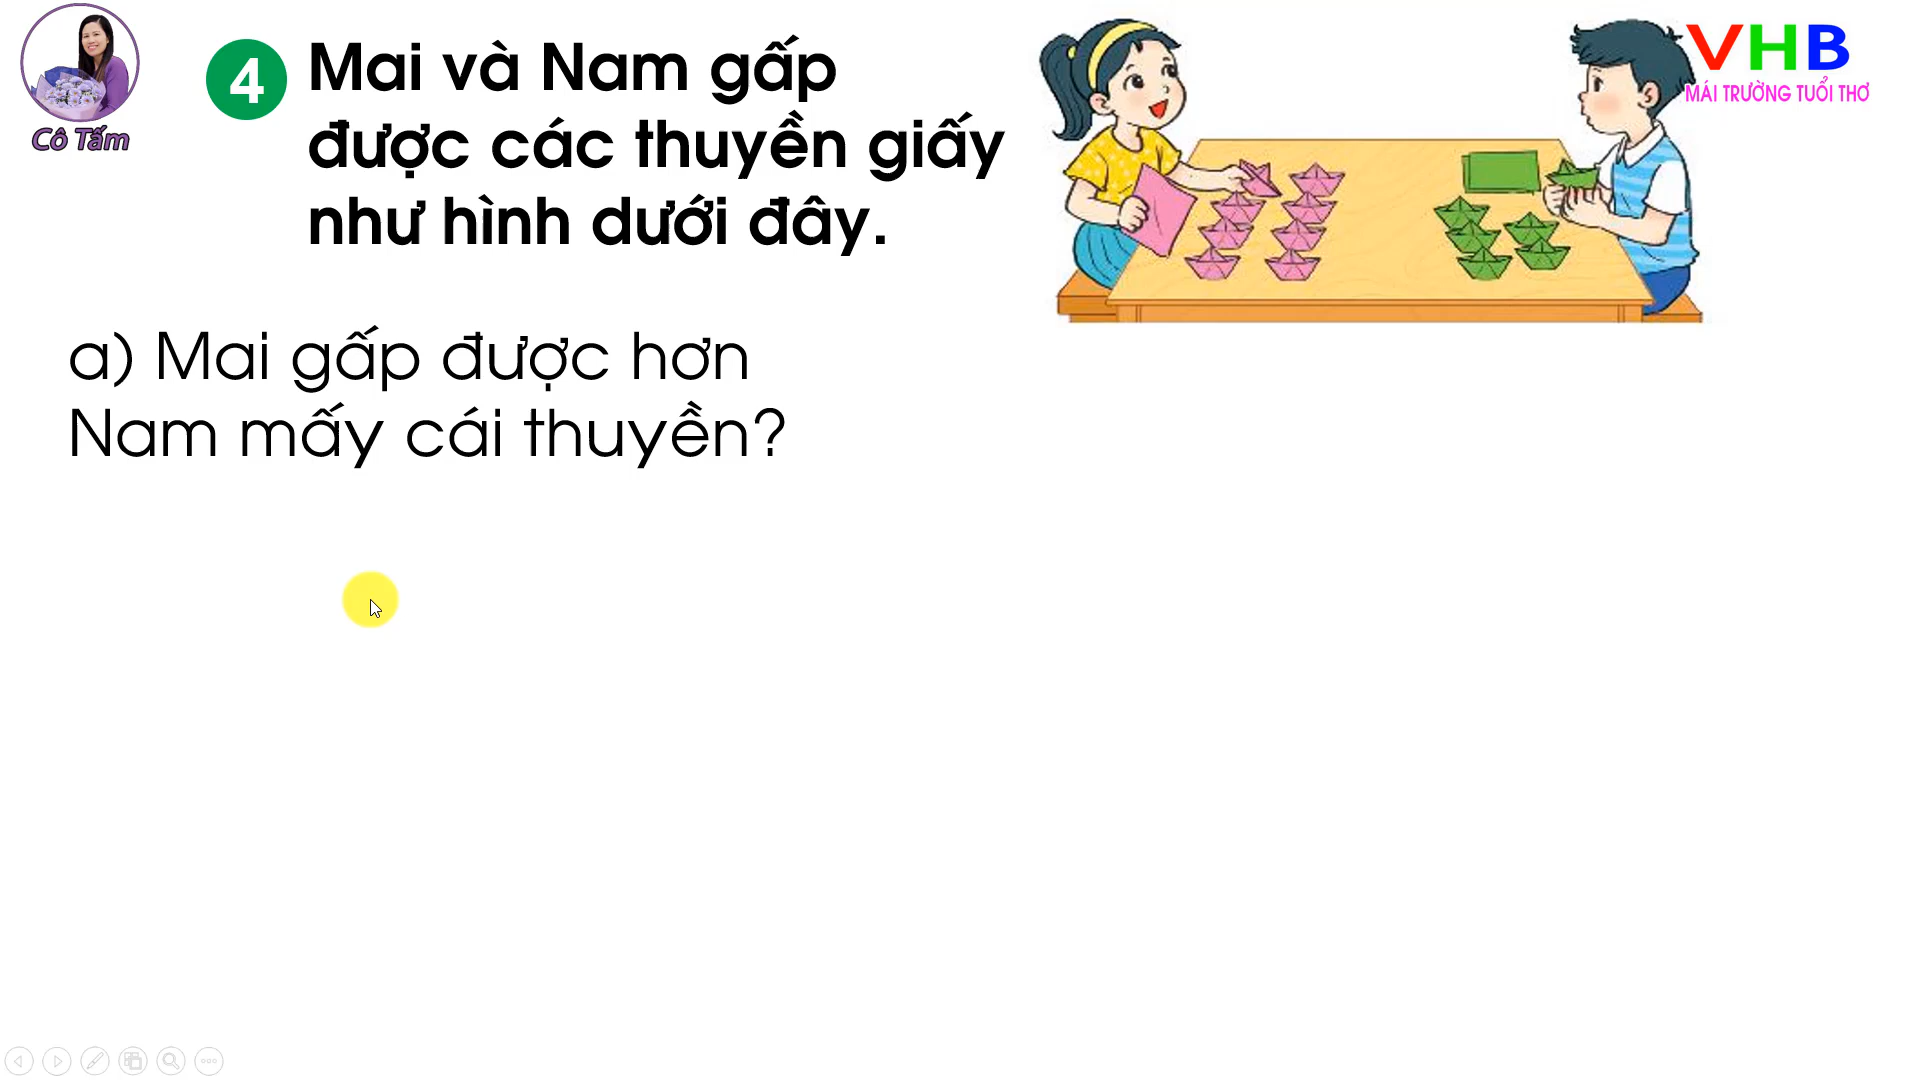 Cô Tấm
4
Mai và Nam gấp
được các thuyền giấy
như hình dưới đây.
VHB
MÁI TRƯỜNG TUỔI THƠ
a) Mai gấp được hơn
Nam mấy cái thuyền?